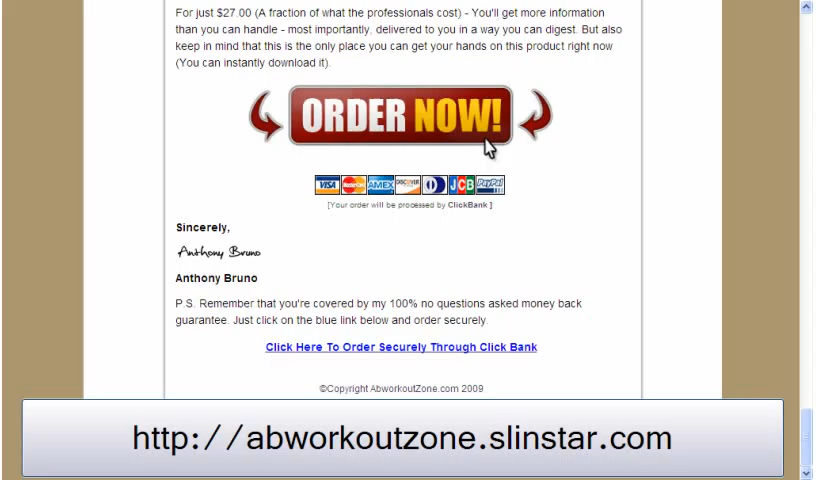 For just $27.00 (A fraction of what the professionals cost) - You'll get more information
than you can handle - most importantly, delivered to you in a way you can digest. But also
keep in mind that this is the only place you can get your hands on this product right now
(You can instantly download it).
ORDER NOW!
VISA MasterCard AMEX DISCOVER JCB PayPal
[Your order will be processed by ClickBank ]
Sincerely,
Anthony Bruno
Anthony Bruno
P.S. Remember that you're covered by my 100% no questions asked money back
guarantee. Just click on the blue link below and order securely.
Click Here To Order Securely Through Click Bank
©Copyright AbworkoutZone.com 2009
http://abworkoutzone.slinstar.com